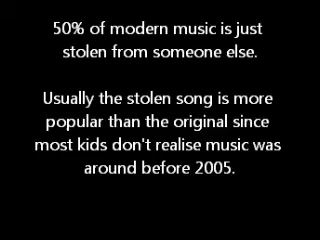 50% of modern music is just
stolen from someone else.
Usually the stolen song is more
popular than the original since
most kids don't realise music was
around before 2005.